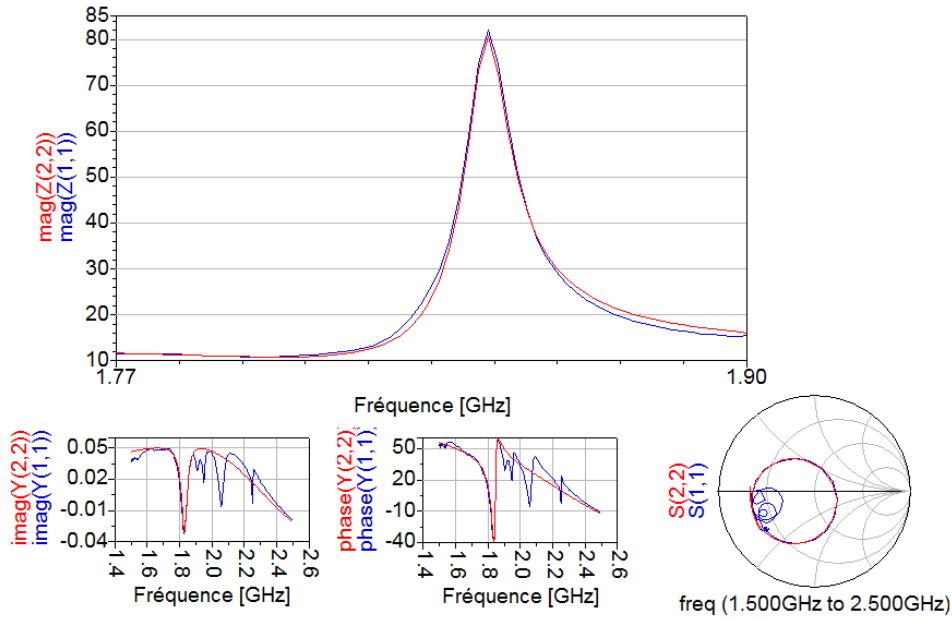 85
80
70
60
50
40
30
20
10
mag(Z(2,2))
mag(Z(1,1))
1.77
1.90
Fréquence [GHz]
imag(Y(2,2))
imag(Y(1,1))
0.05
0.02
-0.01
-0.04
1.4
1.6
1.8
2.0
2.2
2.4
2.6
Fréquence [GHz]
phase(Y(2,2))
phase(Y(1,1))
50
20
-10
-40
1.4
1.6
1.8
2.0
2.2
2.4
2.6
Fréquence [GHz]
S(2,2)
S(1,1)
freq (1.500GHz to 2.500GHz)